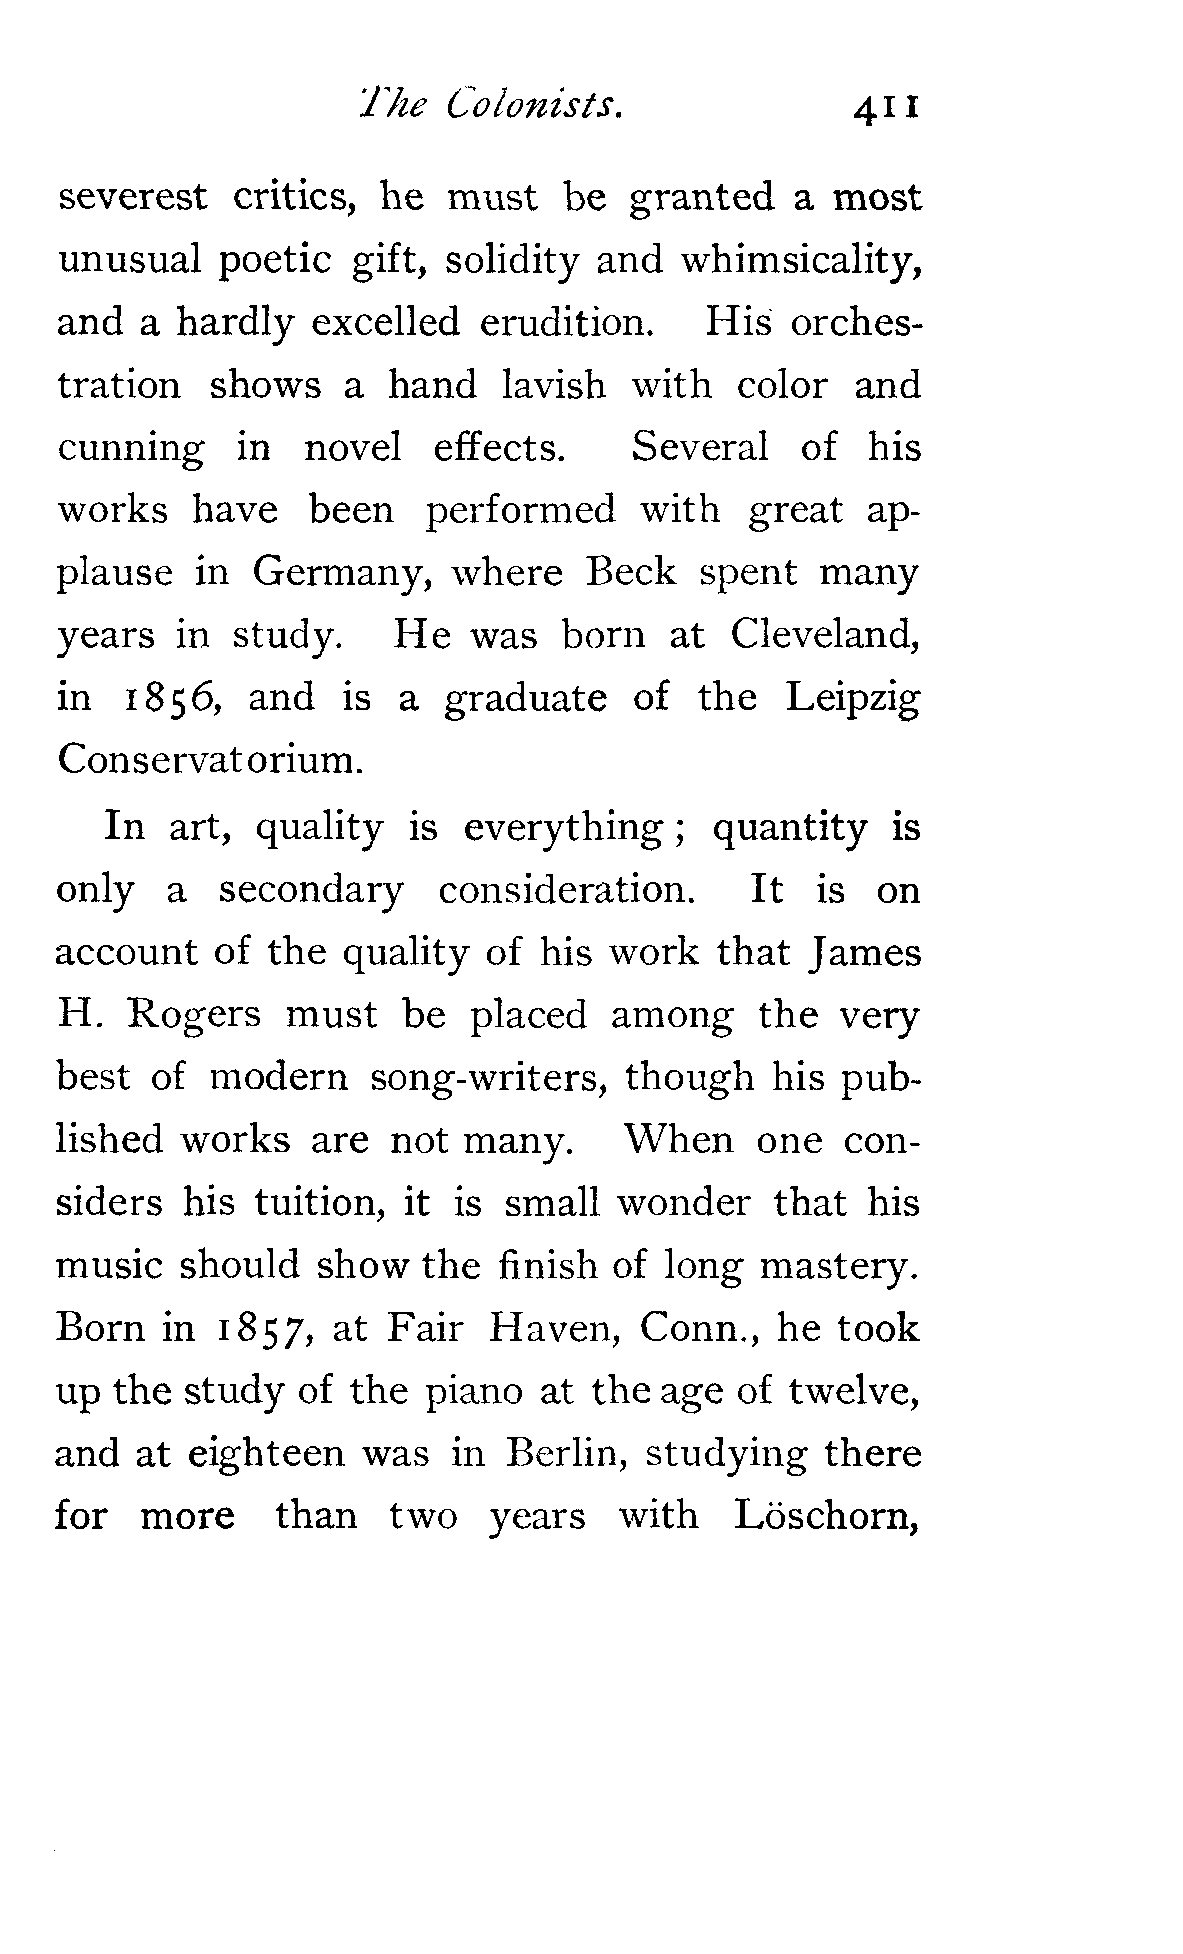 The Colonists. 411
severest critics, he must be granted a most
unusual poetic gift, solidity and whimsicality,
and a hardly excelled erudition. His orches-
tration shows a hand lavish with color and
cunning in novel effects. Several of his
works have been performed with great ap-
plause in Germany, where Beck spent many
years in study. He was born at Cleveland,
in 1856, and is a graduate of the Leipzig
Conservatorium.
In art, quality is everything; quantity is
only a secondary consideration. It is on
account of the quality of his work that James
H. Rogers must be placed among the very
best of modern song-writers, though his pub-
lished works are not many. When one con-
siders his tuition, it is small wonder that his
music should show the finish of long mastery.
Born in 1857, at Fair Haven, Conn., he took
up the study of the piano at the age of twelve,
and at eighteen was in Berlin, studying there
for more than two years with Löschorn,